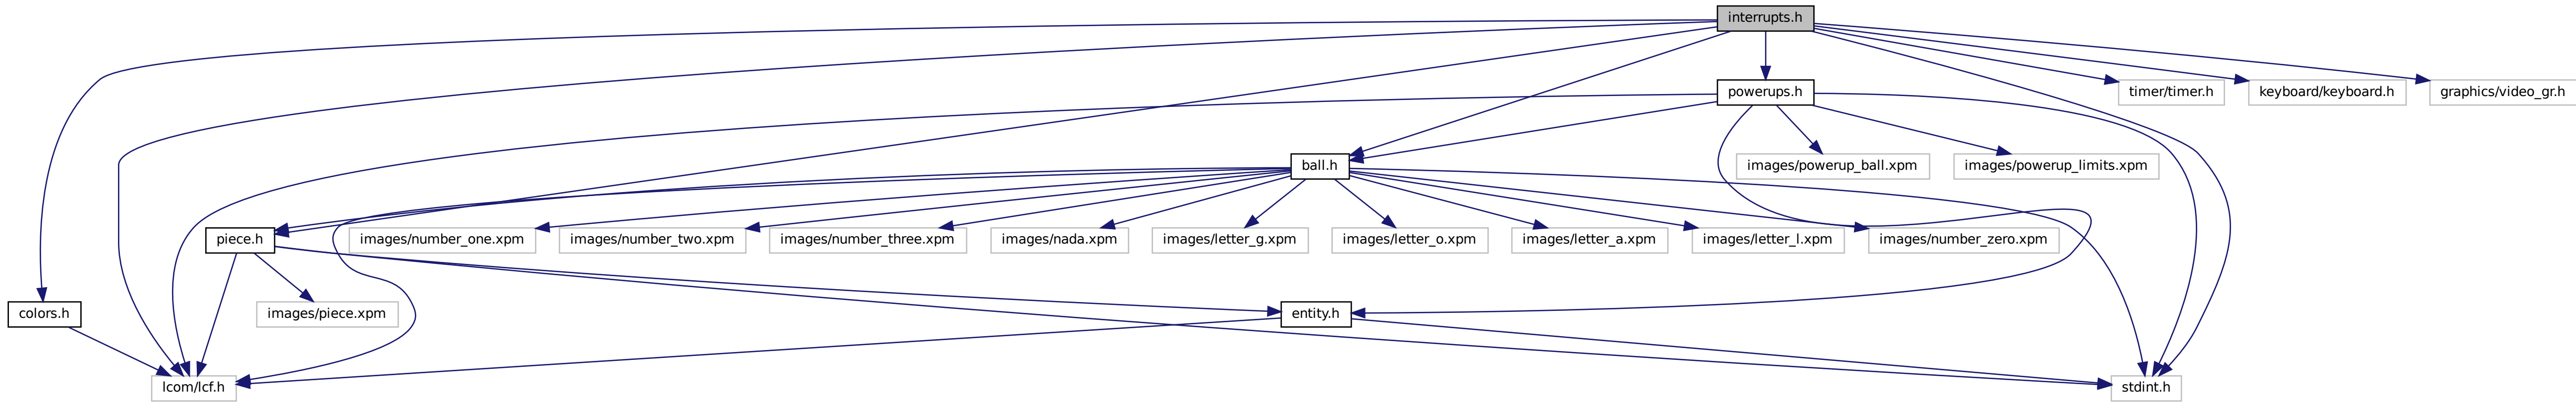 interrupts.h
powerups.h
timer/timer.h
keyboard/keyboard.h
graphics/video_gr.h
ball.h
images/powerup_ball.xpm
images/powerup_limits.xpm
piece.h
images/number_one.xpm
images/number_two.xpm
images/number_three.xpm
images/nada.xpm
images/letter_g.xpm
images/letter_o.xpm
images/letter_a.xpm
images/letter_l.xpm
images/number_zero.xpm
colors.h
images/piece.xpm
entity.h
lcom/lcf.h
stdint.h